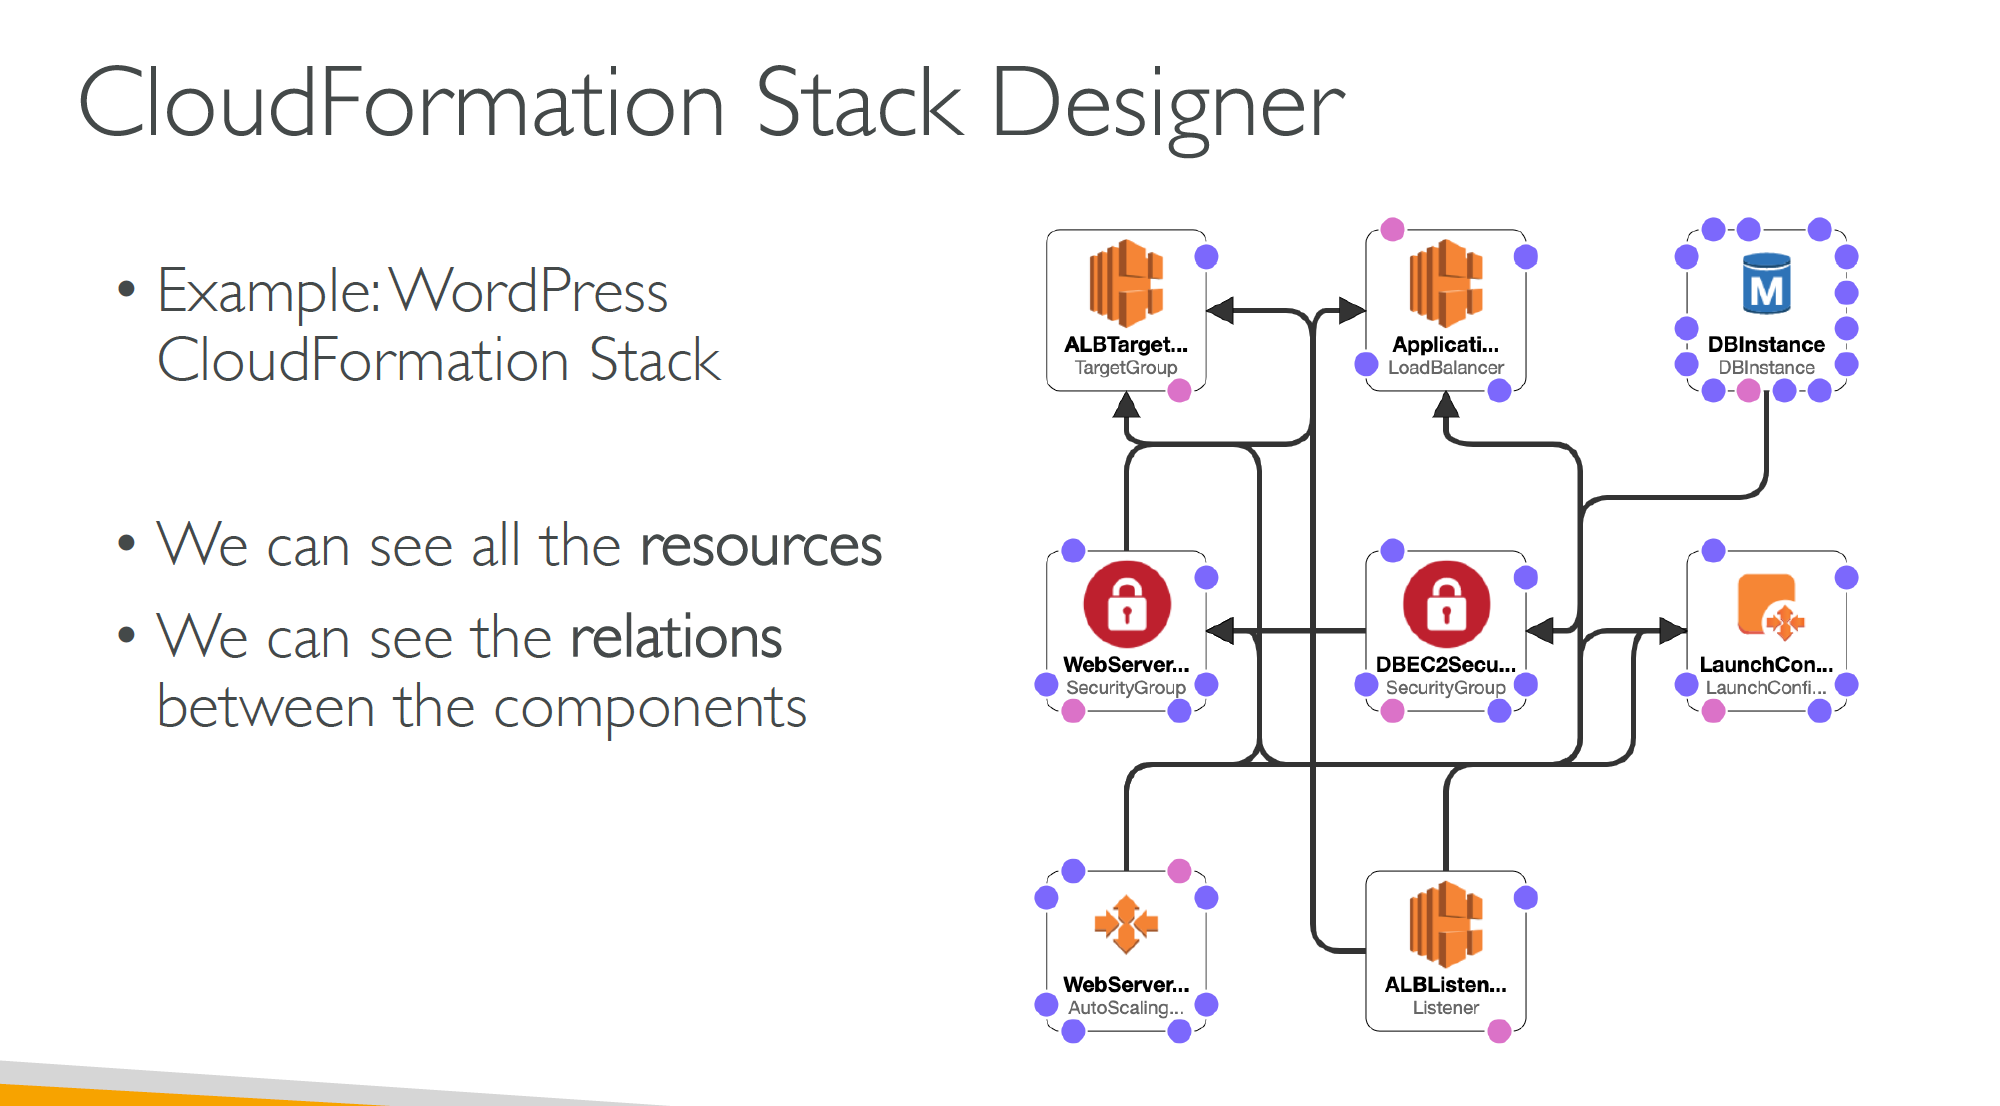 CloudFormation Stack Designer
• Example: WordPress
CloudFormation Stack
• We can see all the resources
• We can see the relations
between the components
ALBTarget...
TargetGroup
Applicati...
LoadBalancer
M
DBInstance
DBInstance
WebServer...
SecurityGroup
DBEC2Secu...
SecurityGroup
LaunchCon...
LaunchConfi...
WebServer...
AutoScaling...
ALBListen...
Listener